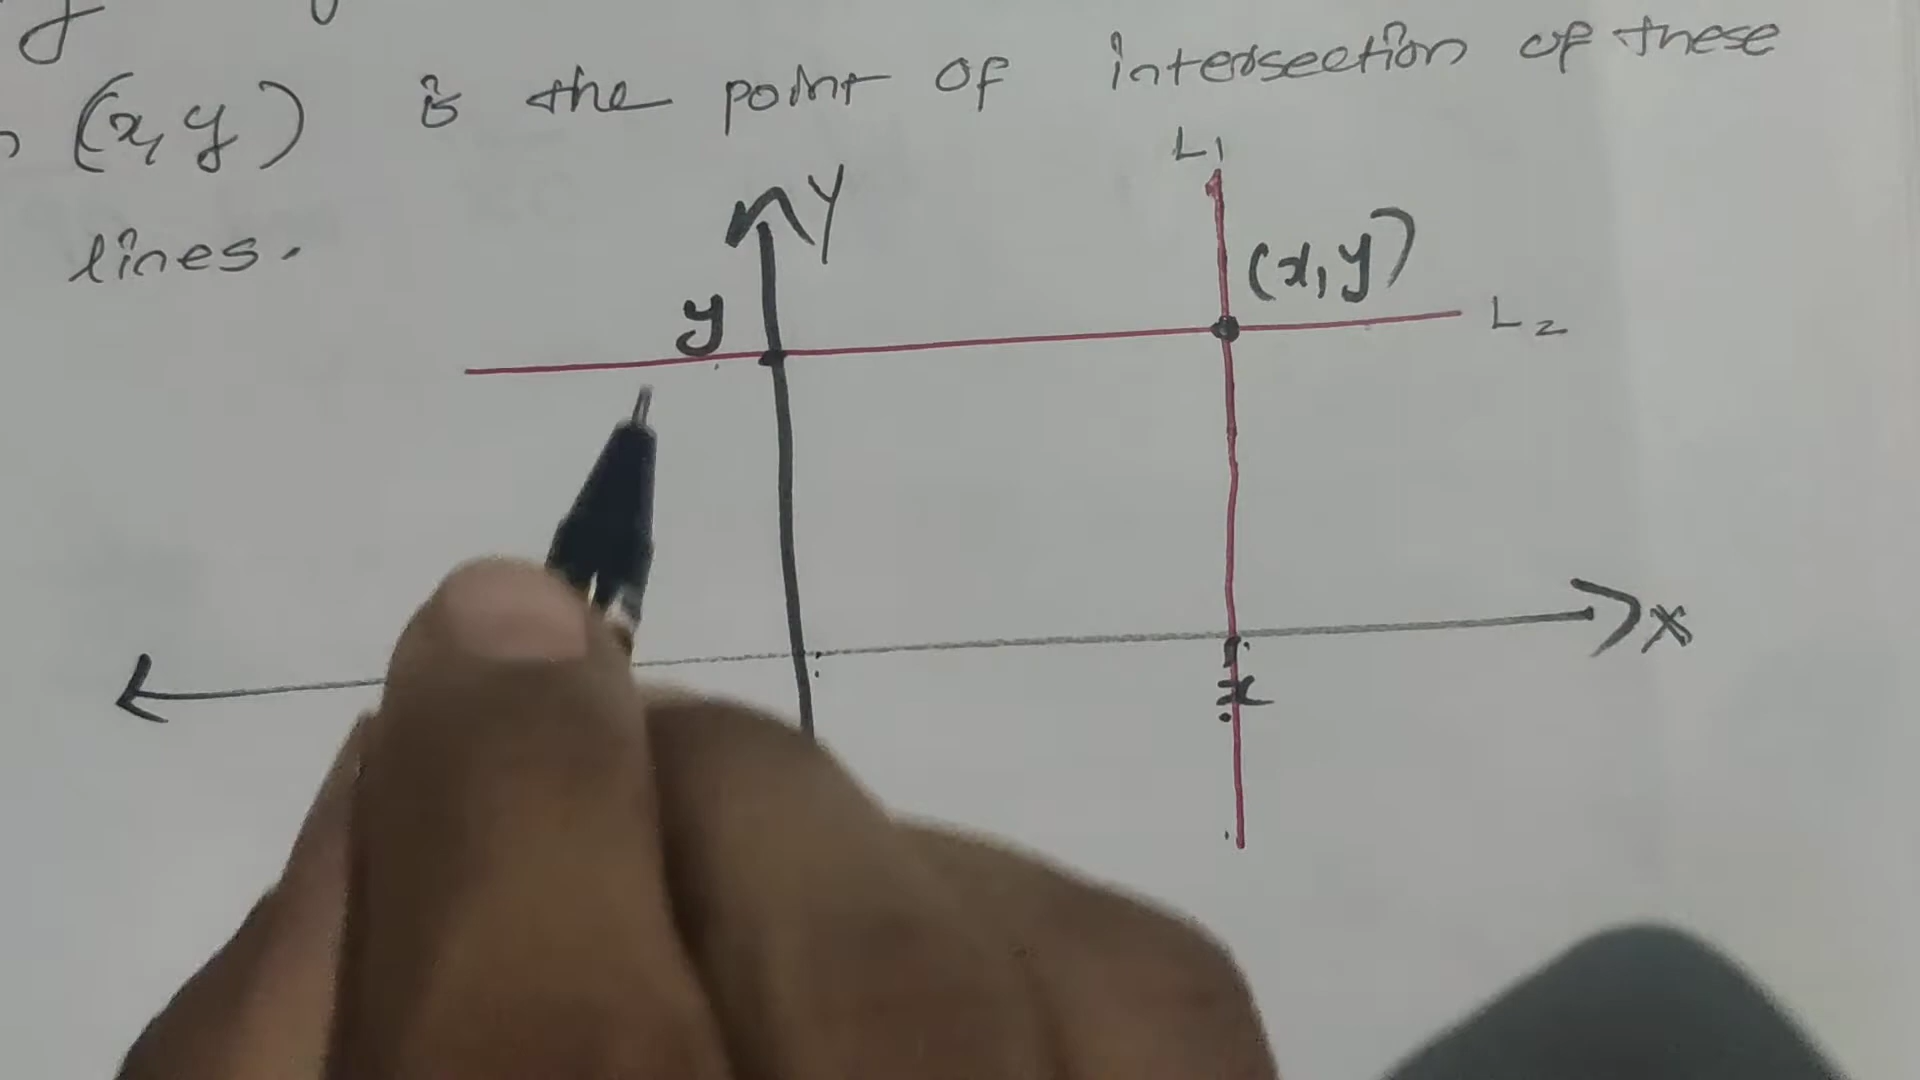 (x, y) is the point of intersection of these
lines.
L1
Y
(x, y)
y
L2
X
x